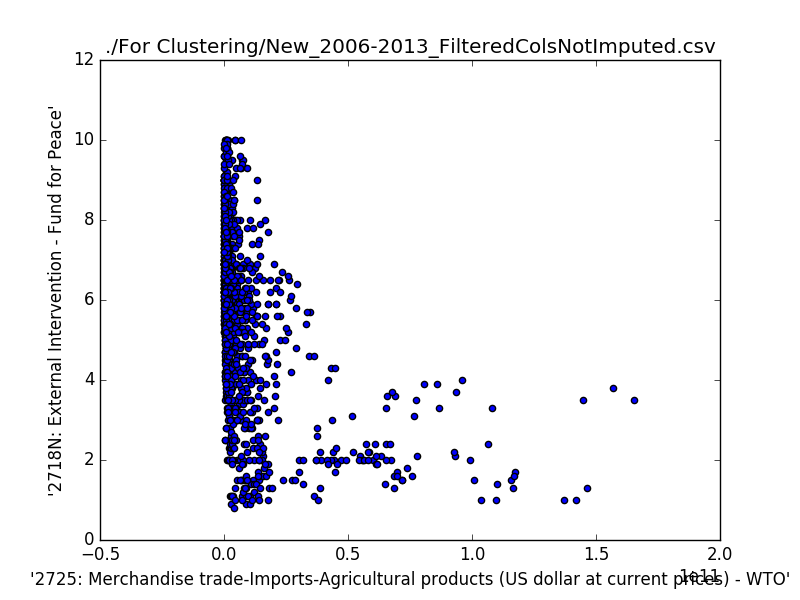 ./For Clustering/New_2006-2013_FilteredColsNotImputed.csv
12
10
8
6
4
2
0
'2718N: External Intervention - Fund for Peace'
−0.5 0.0 0.5 1.0 1.5 2.0
1e11
'2725: Merchandise trade-Imports-Agricultural products (US dollar at current prices) - WTO'